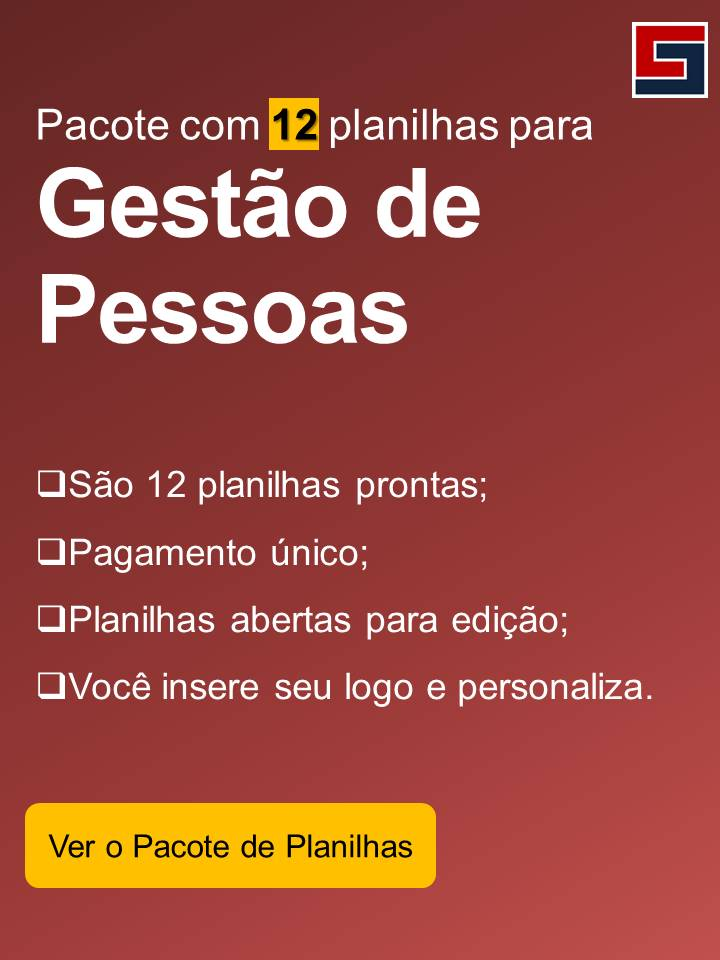 Pacote com 12 planilhas para
Gestão de
Pessoas
❑São 12 planilhas prontas;
❑Pagamento único;
❑Planilhas abertas para edição;
❑Você insere seu logo e personaliza.
Ver o Pacote de Planilhas